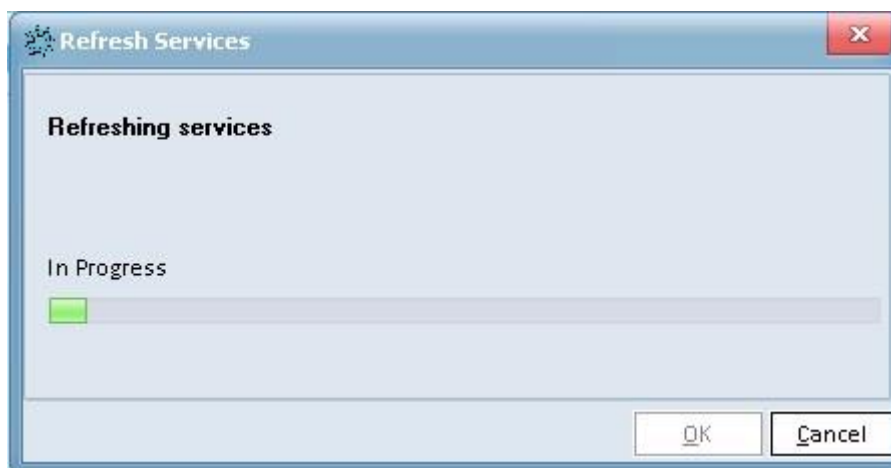 Refresh Services
Refreshing services
In Progress
OK
Cancel